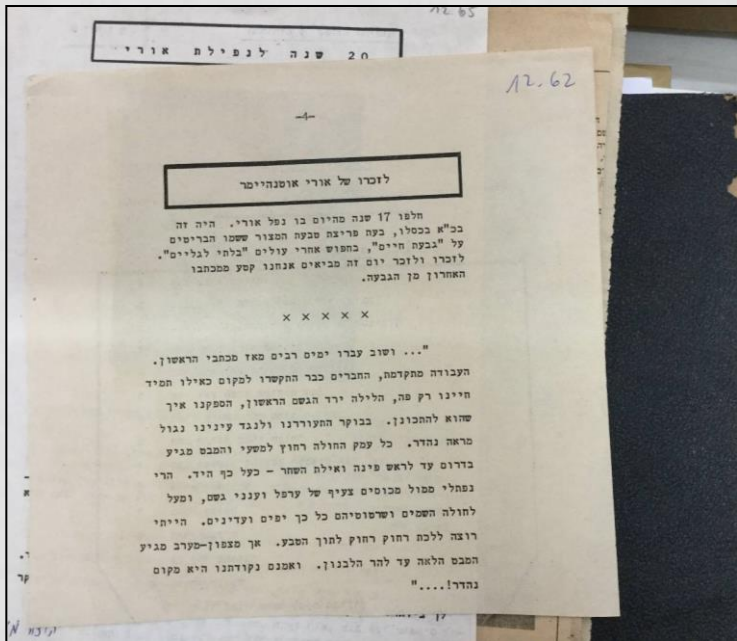 12.65
20 שנה לנפילת אורי
12.62
-4-
לזכרו של אורי אוטנהיימר
חלפו 17 שנה מהיום בו נפל אורי. היה זה
בכ"א בכסלו, בעת פריצת טבעת המצור ששמו הבריטים
על "גבעת חיים", בחפוש אחרי עולים "בלתי לגליים".
לזכרו ולזכר יום זה מביאים אנחנו קטע ממכתבו
האחרון מן הגבעה.
× × × × ×
"... ושוב עברו ימים רבים מאז מכתבי הראשון.
העבודה מתקדמת, החברים כבר התקשרו למקום כאילו תמיד
חיינו רק פה, הלילה ירד הגשם הראשון, הספקנו איך
שהוא להתכונן. בבוקר התעוררנו ולנגד עינינו נגול
מראה נהדר. כל עמק החולה רחוץ למשעי והמבט מגיע
בדרום עד לראש פינה ואילת השחר - כעל כף היד. הרי
נפתלי ממול מכוסים צעיף של ערפל וענני גשם, ומעל
לחולה השמים ושרטוטיהם כל כך יפים ועדינים. הייתי
רוצה ללכת רחוק רחוק לתוך הטבע. אך מצפון-מערב מגיע
המבט הלאה עד להר הלבנון. ואמנם נקודתנו היא מקום
נהדר!...."